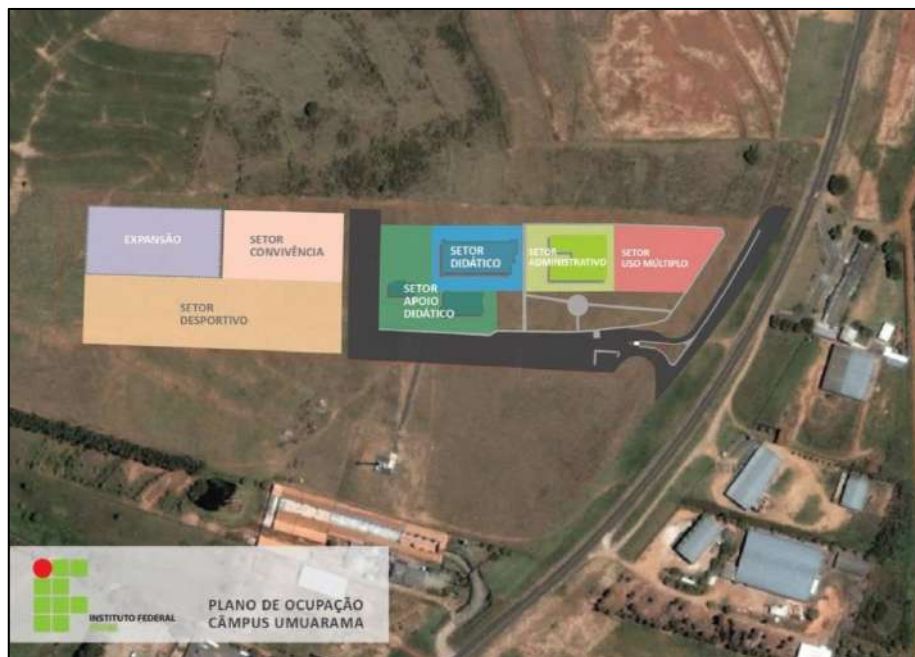 EXPANSÃO
SETOR
CONVIVÊNCIA
SETOR
DESPORTIVO
SETOR
APOIO
DIDÁTICO
SETOR
DIDÁTICO
SETOR
ADMINISTRATIVO
SETOR
USO MÚLTIPLO
INSTITUTO FEDERAL
PLANO DE OCUPAÇÃO
CÂMPUS UMUARAMA